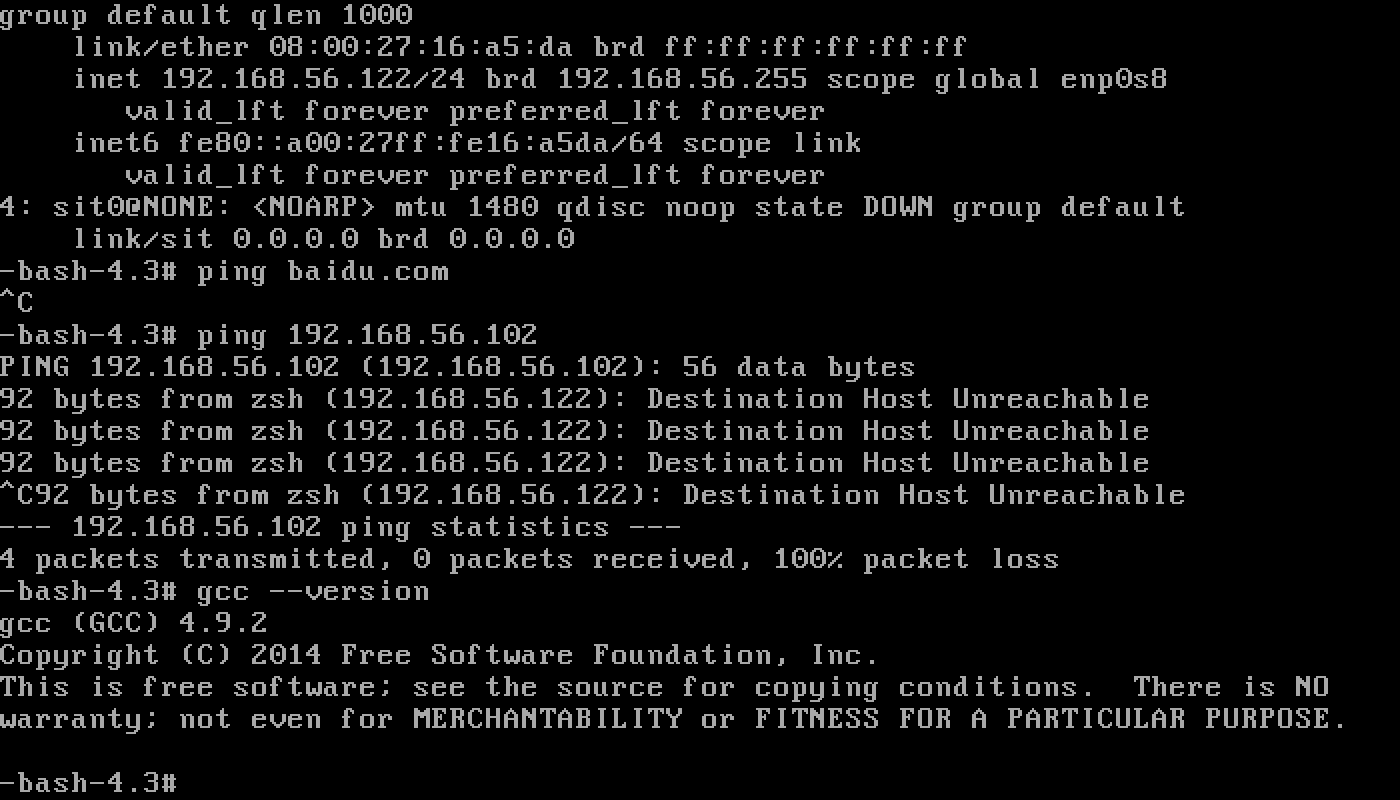 group default qlen 1000
    link/ether 08:00:27:16:a5:da brd ff:ff:ff:ff:ff:ff
    inet 192.168.56.122/24 brd 192.168.56.255 scope global enp0s8
       valid_lft forever preferred_lft forever
    inet6 fe80::a00:27ff:fe16:a5da/64 scope link
       valid_lft forever preferred_lft forever
4: sit0@NONE: <NOARP> mtu 1480 qdisc noop state DOWN group default
    link/sit 0.0.0.0 brd 0.0.0.0
-bash-4.3# ping baidu.com
^C
-bash-4.3# ping 192.168.56.102
PING 192.168.56.102 (192.168.56.102): 56 data bytes
92 bytes from zsh (192.168.56.122): Destination Host Unreachable
92 bytes from zsh (192.168.56.122): Destination Host Unreachable
92 bytes from zsh (192.168.56.122): Destination Host Unreachable
^C92 bytes from zsh (192.168.56.122): Destination Host Unreachable
--- 192.168.56.102 ping statistics ---
4 packets transmitted, 0 packets received, 100% packet loss
-bash-4.3# gcc --version
gcc (GCC) 4.9.2
Copyright (C) 2014 Free Software Foundation, Inc.
This is free software; see the source for copying conditions.  There is NO
warranty; not even for MERCHANTABILITY or FITNESS FOR A PARTICULAR PURPOSE.

-bash-4.3#